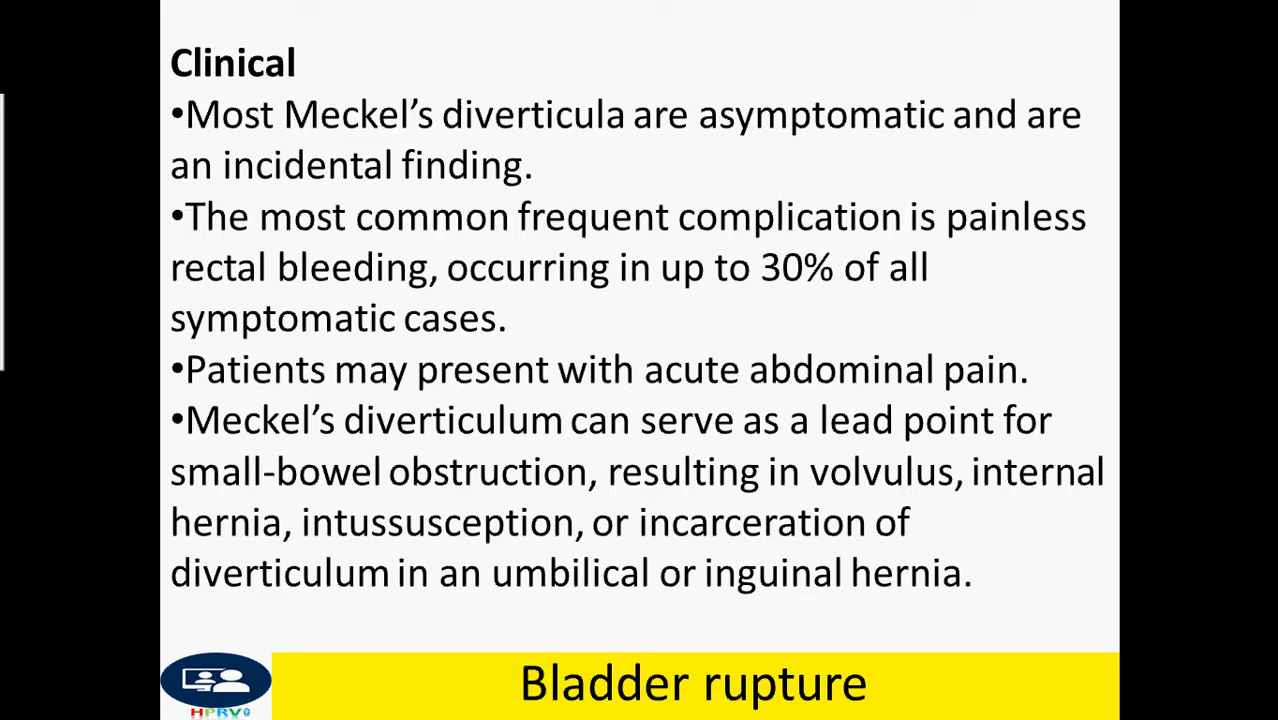 Clinical
•Most Meckel’s diverticula are asymptomatic and are
an incidental finding.
•The most common frequent complication is painless
rectal bleeding, occurring in up to 30% of all
symptomatic cases.
•Patients may present with acute abdominal pain.
•Meckel’s diverticulum can serve as a lead point for
small-bowel obstruction, resulting in volvulus, internal
hernia, intussusception, or incarceration of
diverticulum in an umbilical or inguinal hernia.
Bladder rupture